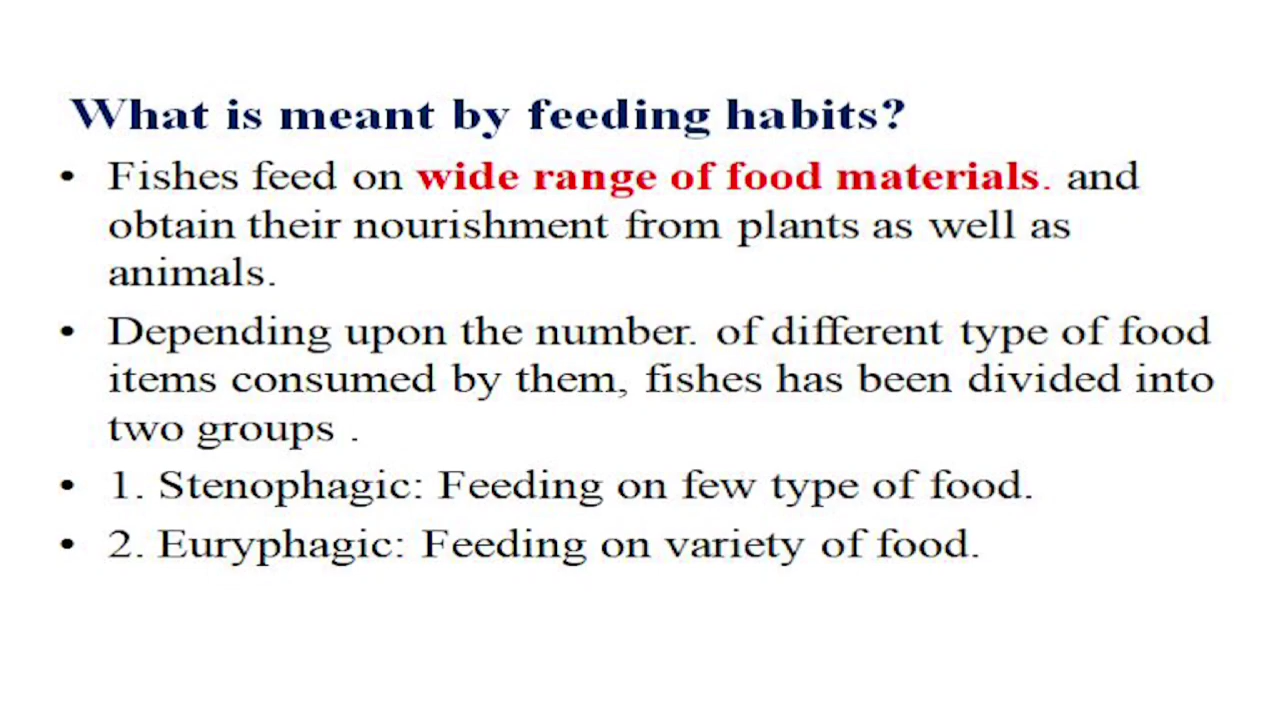 What is meant by feeding habits?
• Fishes feed on wide range of food materials. and
obtain their nourishment from plants as well as
animals.
• Depending upon the number. of different type of food
items consumed by them, fishes has been divided into
two groups .
• 1. Stenophagic: Feeding on few type of food.
• 2. Euryphagic: Feeding on variety of food.